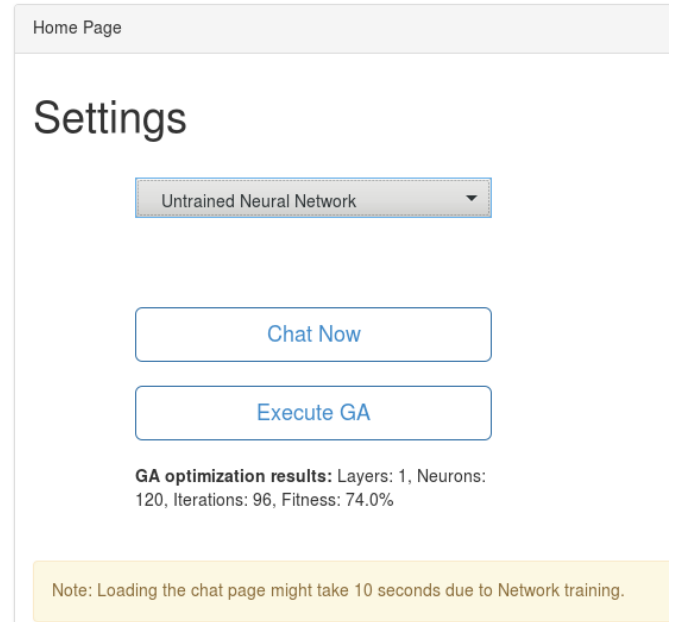 Home Page
Settings
Untrained Neural Network
Chat Now
Execute GA
GA optimization results: Layers: 1, Neurons:
120, Iterations: 96, Fitness: 74.0%
Note: Loading the chat page might take 10 seconds due to Network training.